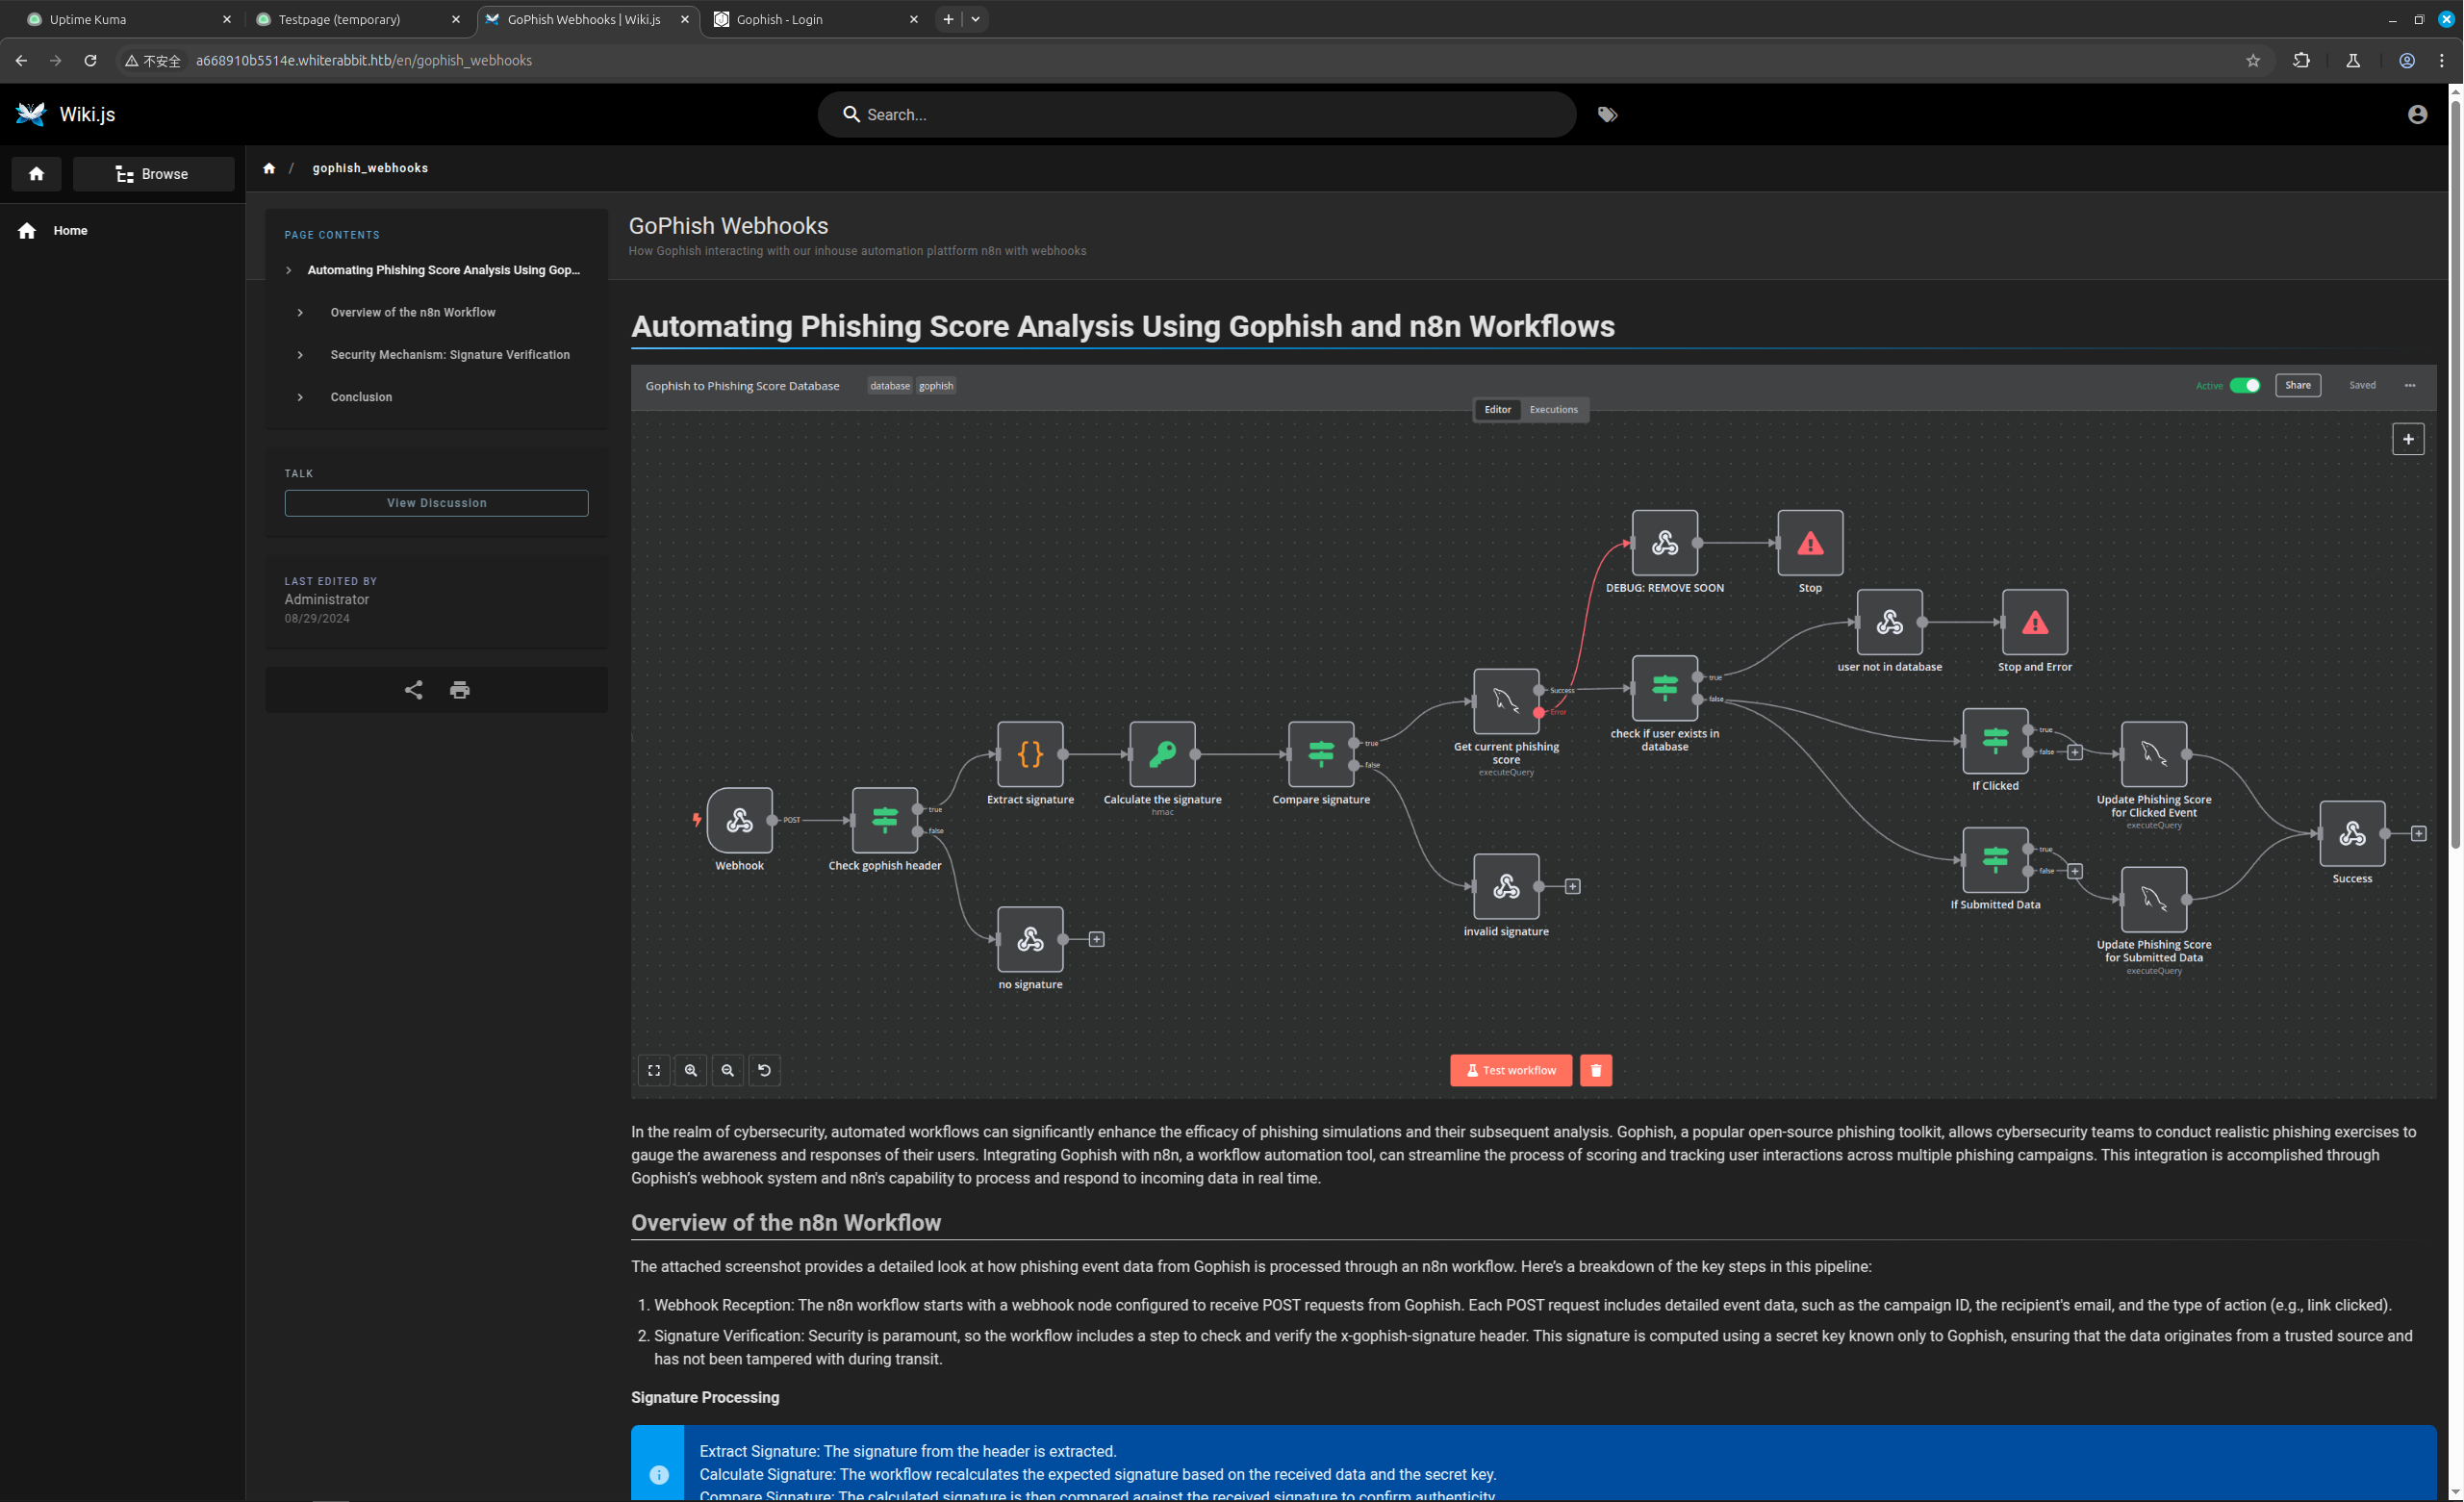 Uptime Kuma
Testpage (temporary)
GoPhish Webhooks | Wiki.js
Gophish - Login
不安全
a668910b5514e.whiterabbit.htb/en/gophish_webhooks
Wiki.js
Search...
Browse
Home
/ gophish_webhooks
PAGE CONTENTS
Automating Phishing Score Analysis Using Gop...
Overview of the n8n Workflow
Security Mechanism: Signature Verification
Conclusion
TALK
View Discussion
LAST EDITED BY
Administrator
08/29/2024
GoPhish Webhooks
How Gophish interacting with our inhouse automation plattform n8n with webhooks
Automating Phishing Score Analysis Using Gophish and n8n Workflows
Gophish to Phishing Score Database
database
gophish
Active
Share
Saved
Editor
Executions
DEBUG: REMOVE SOON
Stop
user not in database
Stop and Error
Success
Error
true
false
Get current phishing
score
executeQuery
check if user exists in
database
true
false
true
false
If Clicked
Update Phishing Score
for Clicked Event
executeQuery
Extract signature
Calculate the signature
hmac
Compare signature
POST
true
false
Webhook
Check gophish header
no signature
invalid signature
true
false
If Submitted Data
Update Phishing Score
for Submitted Data
executeQuery
Success
Test workflow
In the realm of cybersecurity, automated workflows can significantly enhance the efficacy of phishing simulations and their subsequent analysis. Gophish, a popular open-source phishing toolkit, allows cybersecurity teams to conduct realistic phishing exercises to
gauge the awareness and responses of their users. Integrating Gophish with n8n, a workflow automation tool, can streamline the process of scoring and tracking user interactions across multiple phishing campaigns. This integration is accomplished through
Gophish’s webhook system and n8n's capability to process and respond to incoming data in real time.
Overview of the n8n Workflow
The attached screenshot provides a detailed look at how phishing event data from Gophish is processed through an n8n workflow. Here’s a breakdown of the key steps in this pipeline:
1. Webhook Reception: The n8n workflow starts with a webhook node configured to receive POST requests from Gophish. Each POST request includes detailed event data, such as the campaign ID, the recipient's email, and the type of action (e.g., link clicked).
2. Signature Verification: Security is paramount, so the workflow includes a step to check and verify the x-gophish-signature header. This signature is computed using a secret key known only to Gophish, ensuring that the data originates from a trusted source and
has not been tampered with during transit.
Signature Processing
Extract Signature: The signature from the header is extracted.
Calculate Signature: The workflow recalculates the expected signature based on the received data and the secret key.
Compare Signature: The calculated signature is then compared against the received signature to confirm authenticity.